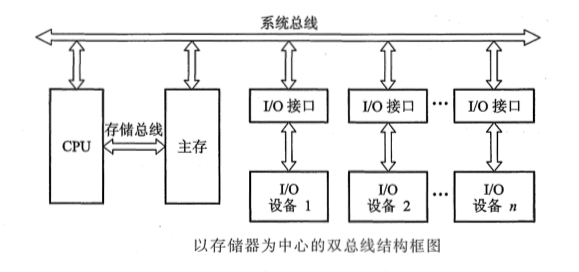 系统总线
I/O 接口
I/O 接口
···
I/O 接口
CPU
存储总线
主存
I/O
设备 1
I/O
设备 2
···
I/O
设备 n
以存储器为中心的双总线结构框图